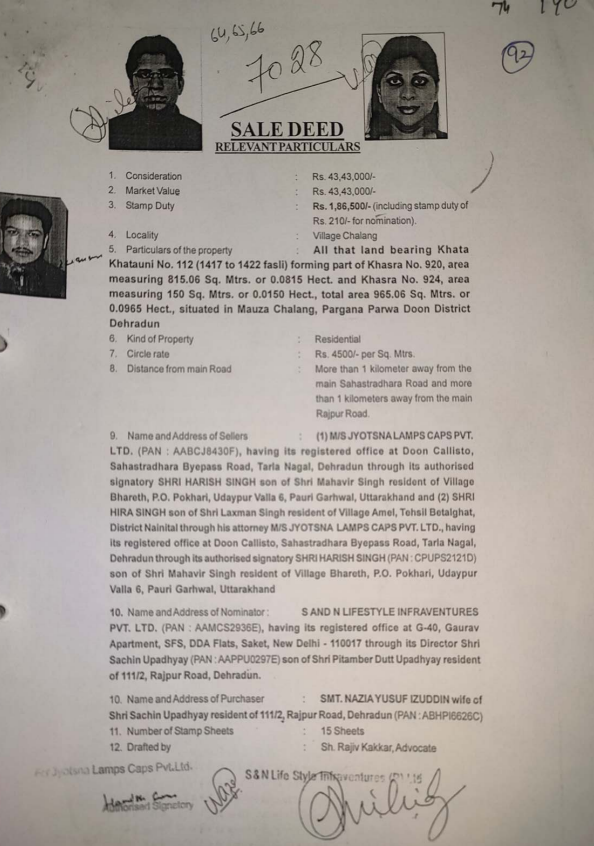 74 190
64,65,66
92
7028
SALE DEED
RELEVANT PARTICULARS
1. Consideration : Rs. 43,43,000/-
2. Market Value : Rs. 43,43,000/-
3. Stamp Duty : Rs. 1,86,500/- (including stamp duty of
Rs. 210/- for nomination).
4. Locality : Village Chalang
5. Particulars of the property : All that land bearing Khata
Khatauni No. 112 (1417 to 1422 fasli) forming part of Khasra No. 920, area
measuring 815.06 Sq. Mtrs. or 0.0815 Hect. and Khasra No. 924, area
measuring 150 Sq. Mtrs. or 0.0150 Hect., total area 965.06 Sq. Mtrs. or
0.0965 Hect., situated in Mauza Chalang, Pargana Parwa Doon District
Dehradun
6. Kind of Property : Residential
7. Circle rate : Rs. 4500/- per Sq. Mtrs.
8. Distance from main Road : More than 1 kilometer away from the
main Sahastradhara Road and more
than 1 kilometers away from the main
Rajpur Road.
9. Name and Address of Sellers : (1) M/S JYOTSNA LAMPS CAPS PVT.
LTD. (PAN : AABCJ8430F), having its registered office at Doon Callisto,
Sahastradhara Byepass Road, Tarla Nagal, Dehradun through its authorised
signatory SHRI HARISH SINGH son of Shri Mahavir Singh resident of Village
Bhareth, P.O. Pokhari, Udaypur Valla 6, Pauri Garhwal, Uttarakhand and (2) SHRI
HIRA SINGH son of Shri Laxman Singh resident of Village Amel, Tehsil Betalghat,
District Nainital through his attorney M/S JYOTSNA LAMPS CAPS PVT. LTD., having
its registered office at Doon Callisto, Sahastradhara Byepass Road, Tarla Nagal,
Dehradun through its authorised signatory SHRI HARISH SINGH (PAN : CPUPS2121D)
son of Shri Mahavir Singh resident of Village Bhareth, P.O. Pokhari, Udaypur
Valla 6, Pauri Garhwal, Uttarakhand
10. Name and Address of Nominator : S AND N LIFESTYLE INFRAVENTURES
PVT. LTD. (PAN : AAMCS2936E), having its registered office at G-40, Gaurav
Apartment, SFS, DDA Flats, Saket, New Delhi - 110017 through its Director Shri
Sachin Upadhyay (PAN : AAPPU0297E) son of Shri Pitamber Dutt Upadhyay resident
of 111/2, Rajpur Road, Dehradun.
10. Name and Address of Purchaser : SMT. NAZIA YUSUF IZUDDIN wife of
Shri Sachin Upadhyay resident of 111/2, Rajpur Road, Dehradun (PAN : ABHPI6626C)
11. Number of Stamp Sheets : 15 Sheets
12. Drafted by : Sh. Rajiv Kakkar, Advocate
For Jyotsna Lamps Caps Pvt.Ltd.
S&N Life Style Infraventures (P) Ltd
Authorised Signatory